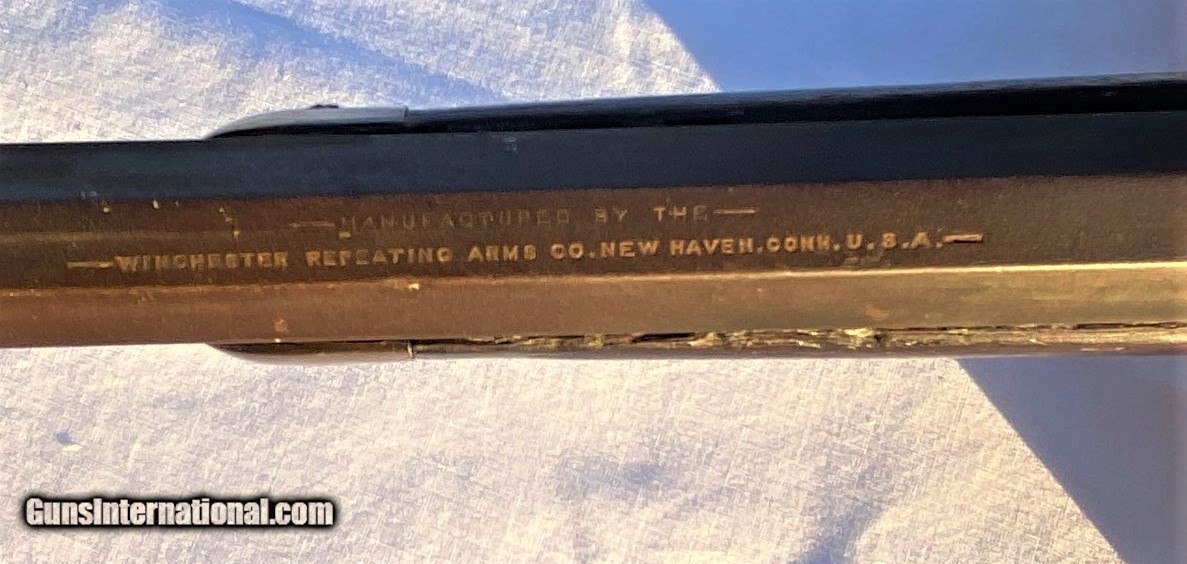 —MANUFACTURED BY THE—
—WINCHESTER REPEATING ARMS CO. NEW HAVEN. CONN. U. S. A.—
GunsInternational.com